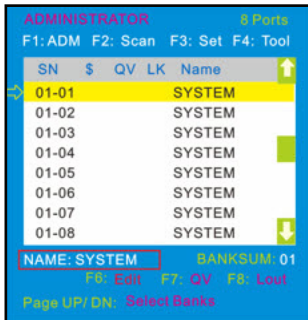 ADMINISTRATOR 8 Ports
F1: ADM F2: Scan F3: Set F4: Tool
SN $ QV LK Name
01-01 SYSTEM
01-02 SYSTEM
01-03 SYSTEM
01-04 SYSTEM
01-05 SYSTEM
01-06 SYSTEM
01-07 SYSTEM
01-08 SYSTEM
NAME: SYSTEM BANKSUM: 01
F6: Edit F7: QV F8: Lout
Page UP/ DN: Select Banks